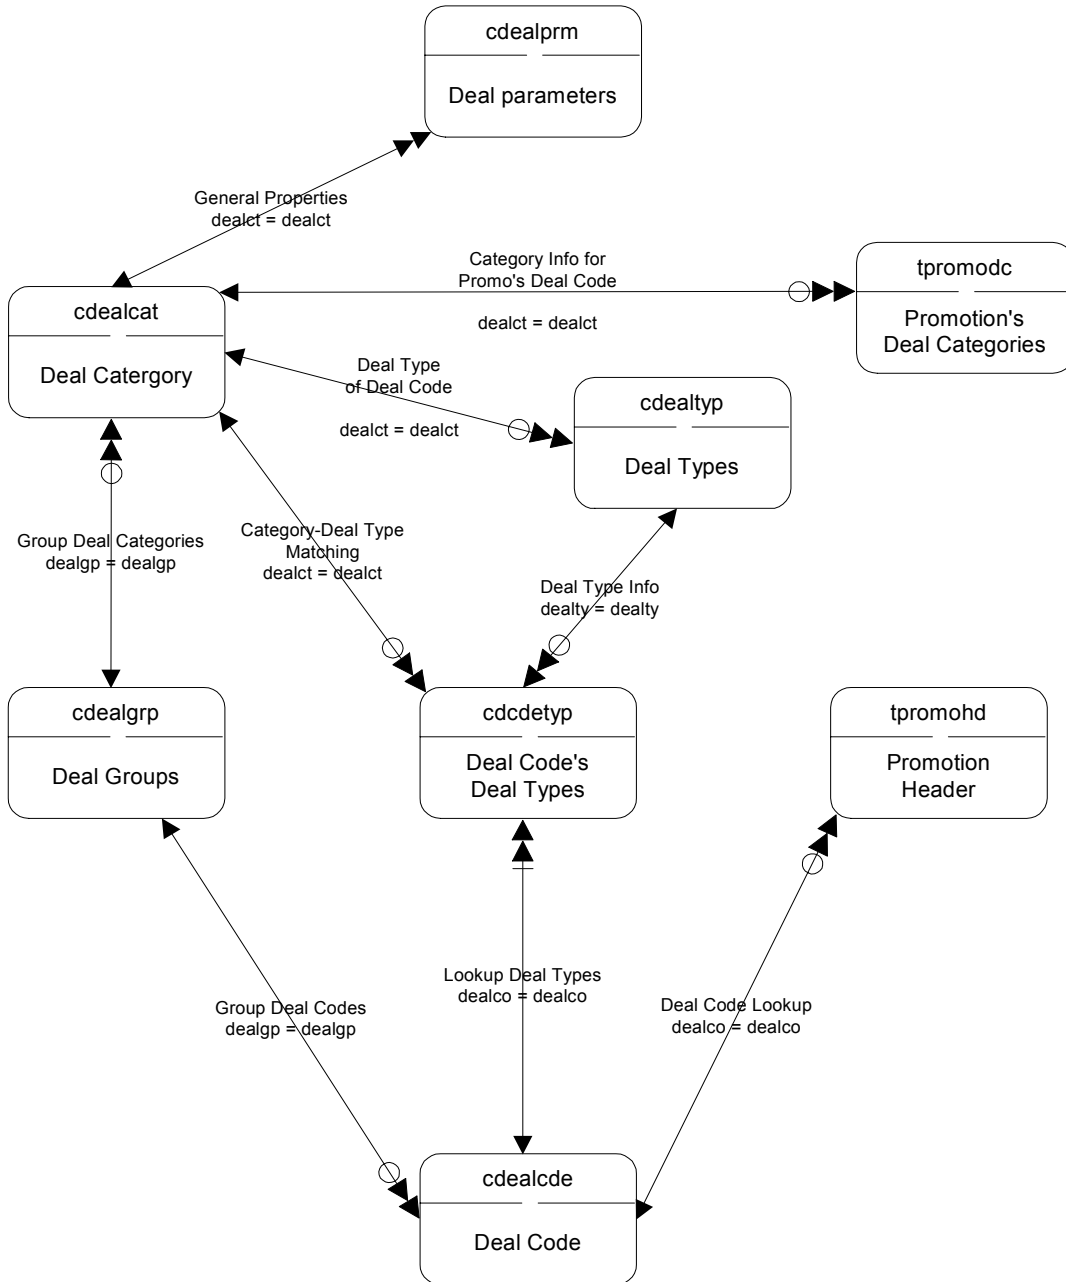 cdealprm
Deal parameters
General Properties
dealct = dealct
Category Info for
Promo's Deal Code
dealct = dealct
tpromodc
Promotion's
Deal Categories
cdealcat
Deal Catergory
Deal Type
of Deal Code
dealct = dealct
cdealtyp
Deal Types
Group Deal Categories
dealgp = dealgp
Category-Deal Type
Matching
dealct = dealct
Deal Type Info
dealty = dealty
cdealgrp
Deal Groups
cdcdetyp
Deal Code's
Deal Types
tpromohd
Promotion
Header
Group Deal Codes
dealgp = dealgp
Lookup Deal Types
dealco = dealco
Deal Code Lookup
dealco = dealco
cdealcde
Deal Code